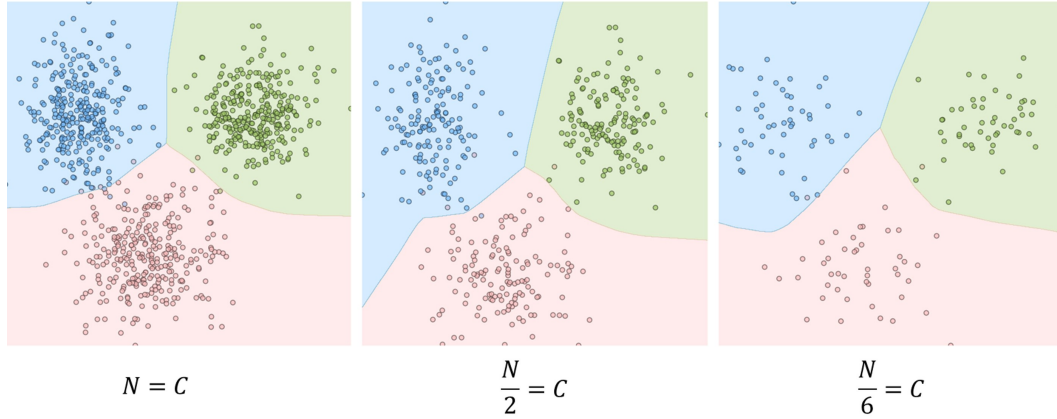 N = C
N/2 = C
N/6 = C